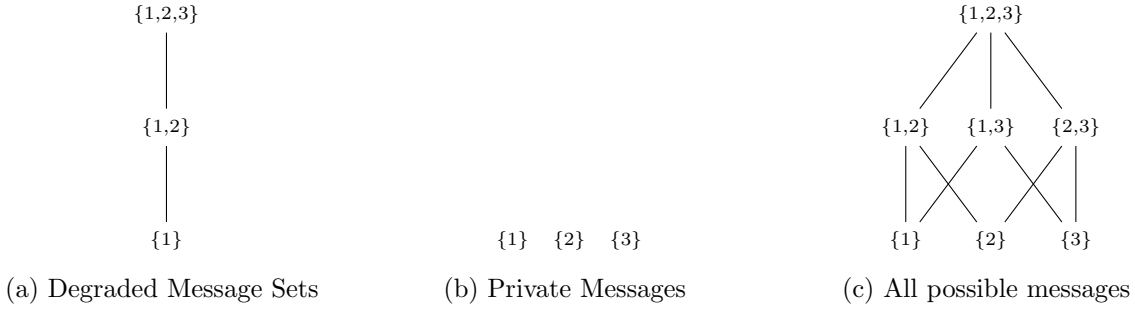 {1,2,3}
{1,2}
{1}
(a) Degraded Message Sets
{1} {2} {3}
(b) Private Messages
{1,2,3}
{1,2} {1,3} {2,3}
{1} {2} {3}
(c) All possible messages